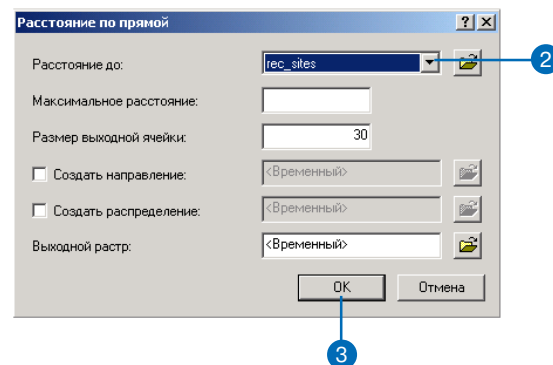 Расстояние по прямой
Расстояние до: rec_sites
2
Максимальное расстояние:
Размер выходной ячейки: 30
Создать направление: <Временный>
Создать распределение: <Временный>
Выходной растр: <Временный>
OK Отмена
3